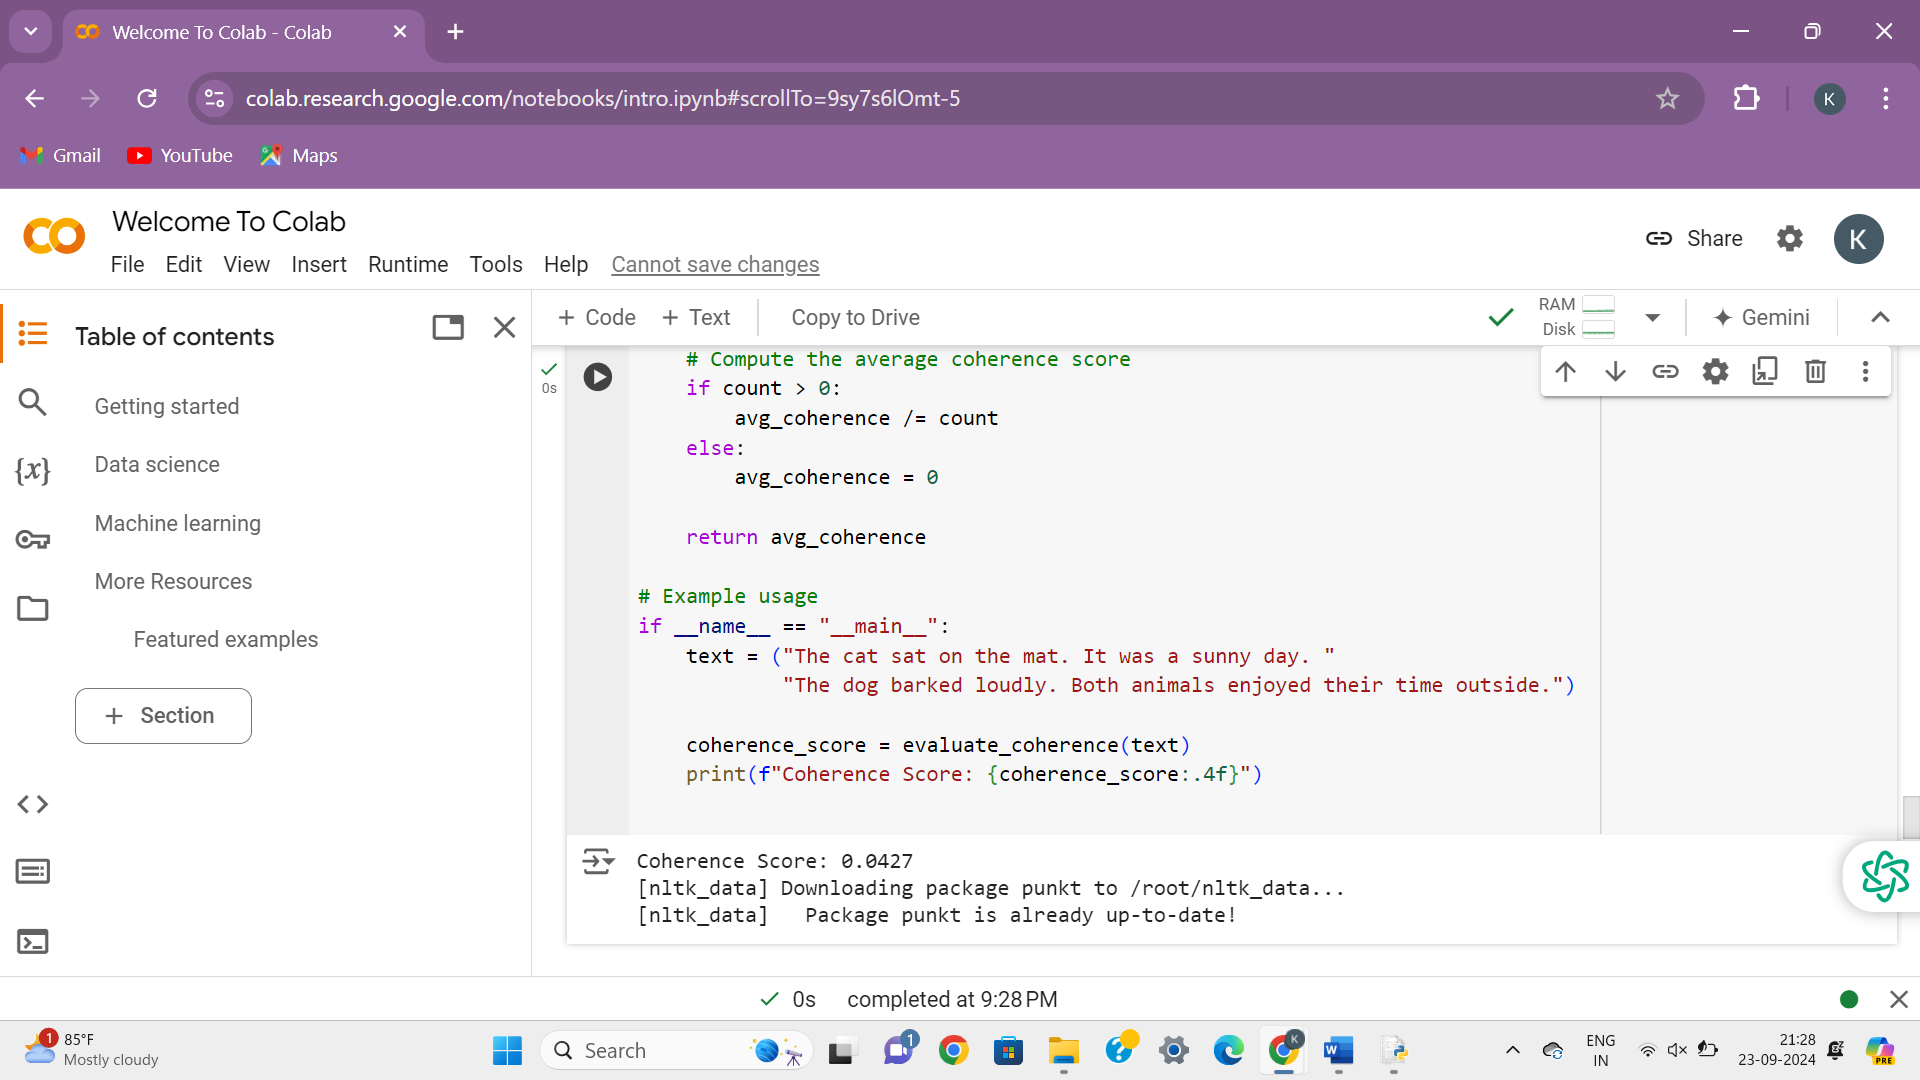 Welcome To Colab - Colab
colab.research.google.com/notebooks/intro.ipynb#scrollTo=9sy7s6lOmt-5
K
Gmail
YouTube
Maps
Welcome To Colab
File Edit View Insert Runtime Tools Help Cannot save changes
Share
K
Table of contents
Getting started
Data science
Machine learning
More Resources
Featured examples
+ Section
{x}
+ Code + Text Copy to Drive
RAM
Disk
Gemini
0s
# Compute the average coherence score
if count > 0:
avg_coherence /= count
else:
avg_coherence = 0
return avg_coherence
# Example usage
if __name__ == "__main__":
text = ("The cat sat on the mat. It was a sunny day. "
"The dog barked loudly. Both animals enjoyed their time outside.")
coherence_score = evaluate_coherence(text)
print(f"Coherence Score: {coherence_score:.4f}")
Coherence Score: 0.0427
[nltk_data] Downloading package punkt to /root/nltk_data...
[nltk_data]   Package punkt is already up-to-date!
0s completed at 9:28 PM
1
85°F
Mostly cloudy
Search
1
K
W
ENG
IN
21:28
23-09-2024
PRE